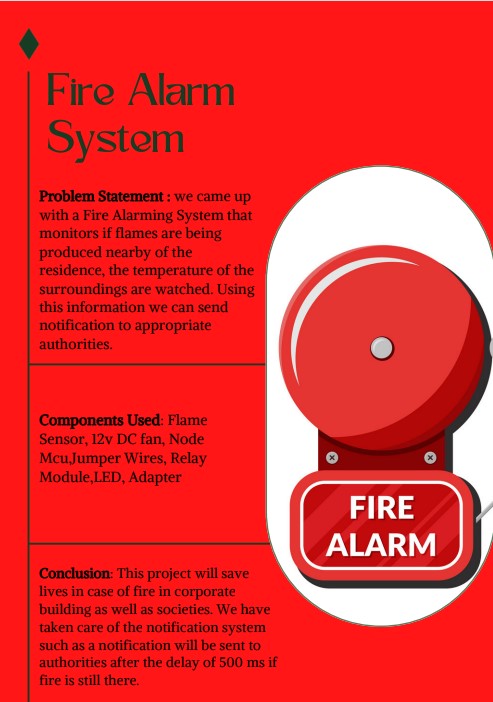 Fire Alarm
System
Problem Statement : we came up
with a Fire Alarming System that
monitors if flames are being
produced nearby of the
residence, the temperature of the
surroundings are watched. Using
this information we can send
notification to appropriate
authorities.
Components Used: Flame
Sensor, 12v DC fan, Node
Mcu,Jumper Wires, Relay
Module,LED, Adapter
FIRE
ALARM
Conclusion: This project will save
lives in case of fire in corporate
building as well as societies. We have
taken care of the notification system
such as a notification will be sent to
authorities after the delay of 500 ms if
fire is still there.